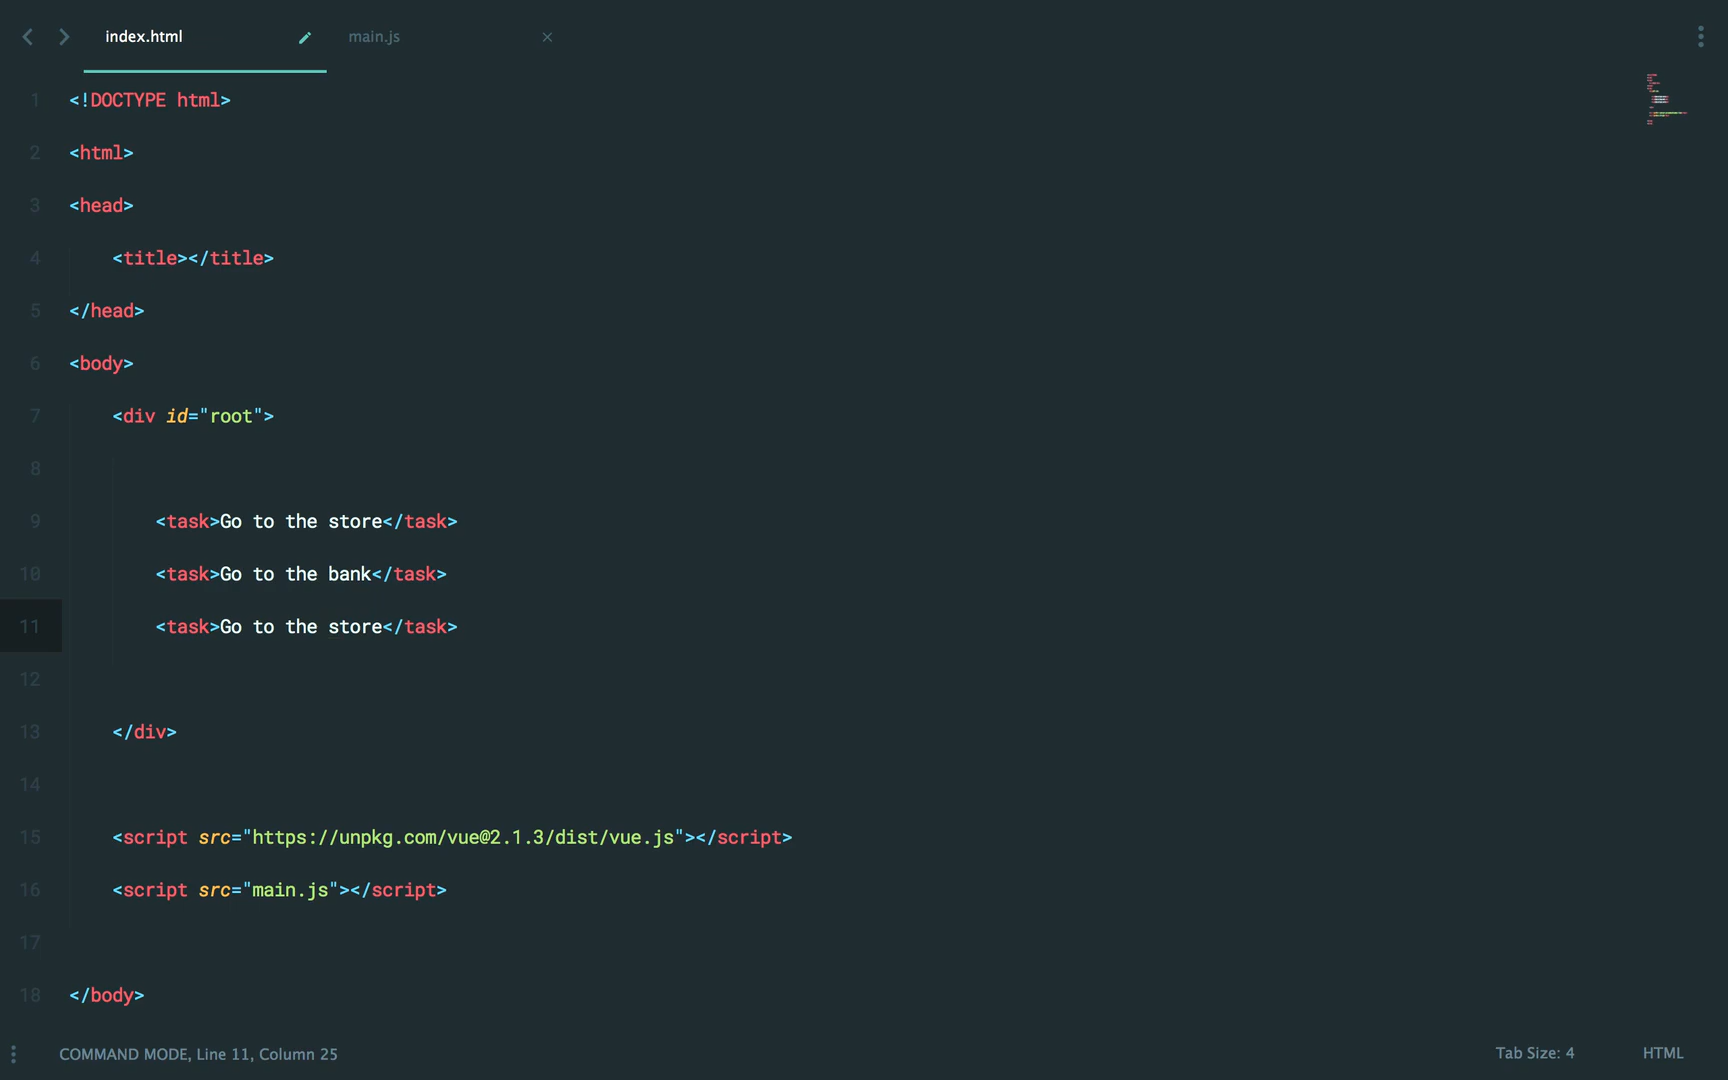 index.html
main.js
1 <!DOCTYPE html>
2 <html>
3 <head>
4 <title></title>
5 </head>
6 <body>
7 <div id="root">
8
9 <task>Go to the store</task>
10 <task>Go to the bank</task>
11 <task>Go to the store</task>
12
13 </div>
14
15 <script src="https://unpkg.com/vue@2.1.3/dist/vue.js"></script>
16 <script src="main.js"></script>
17
18 </body>
COMMAND MODE, Line 11, Column 25
Tab Size: 4
HTML